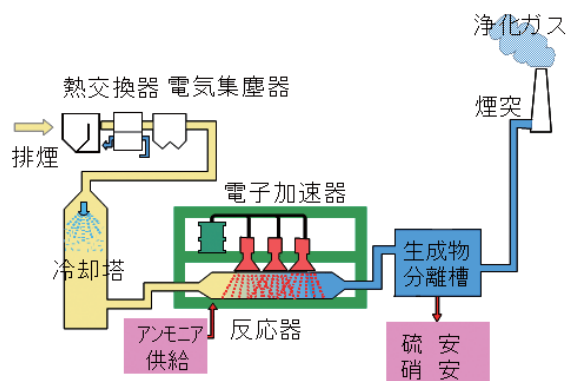 浄化ガス
熱交換器 電気集塵器
煙突
排煙
電子加速器
冷却塔
生成物
分離槽
アンモニア
供給
反応器
硫 安
硝 安